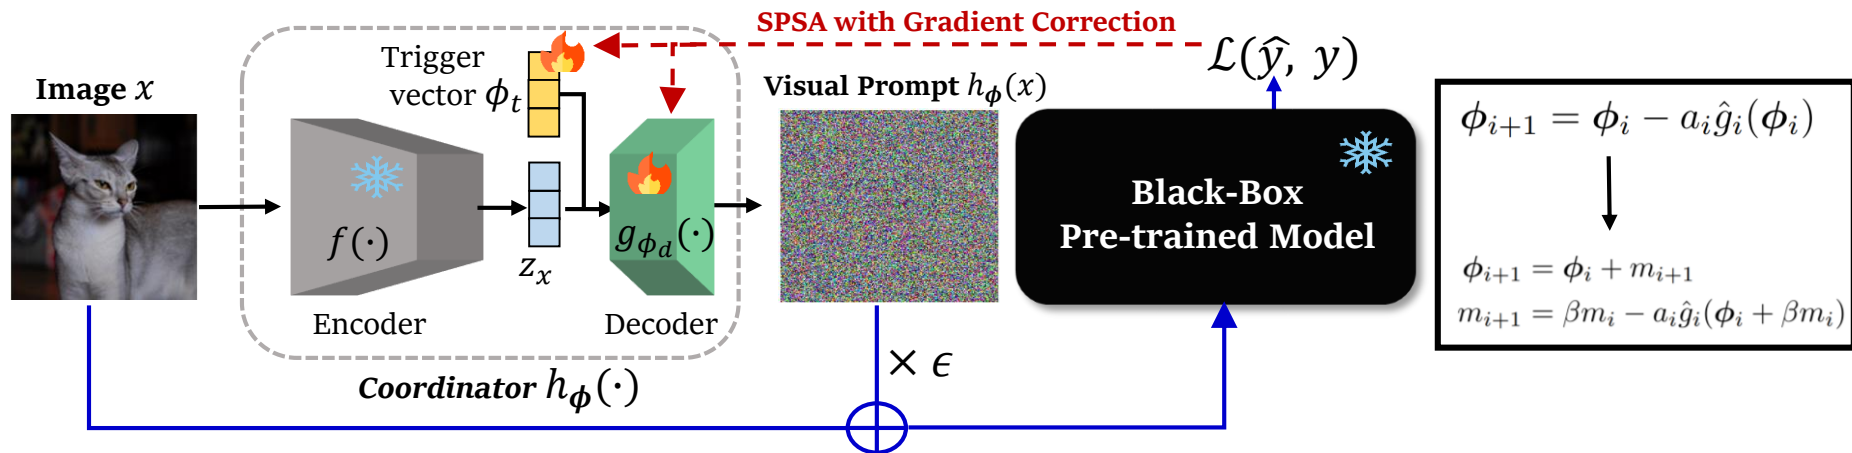 SPSA with Gradient Correction
Image x
Trigger
vector ϕ_t
f(·)
z_x
g_{ϕ_d}(·)
Encoder
Decoder
Coordinator h_ϕ(·)
Visual Prompt h_ϕ(x)
× ϵ
ℒ(ŷ, y)
Black-Box
Pre-trained Model
ϕ_{i+1} = ϕ_i − a_i ĝ_i(ϕ_i)
ϕ_{i+1} = ϕ_i + m_{i+1}
m_{i+1} = βm_i − a_i ĝ_i(ϕ_i + βm_i)